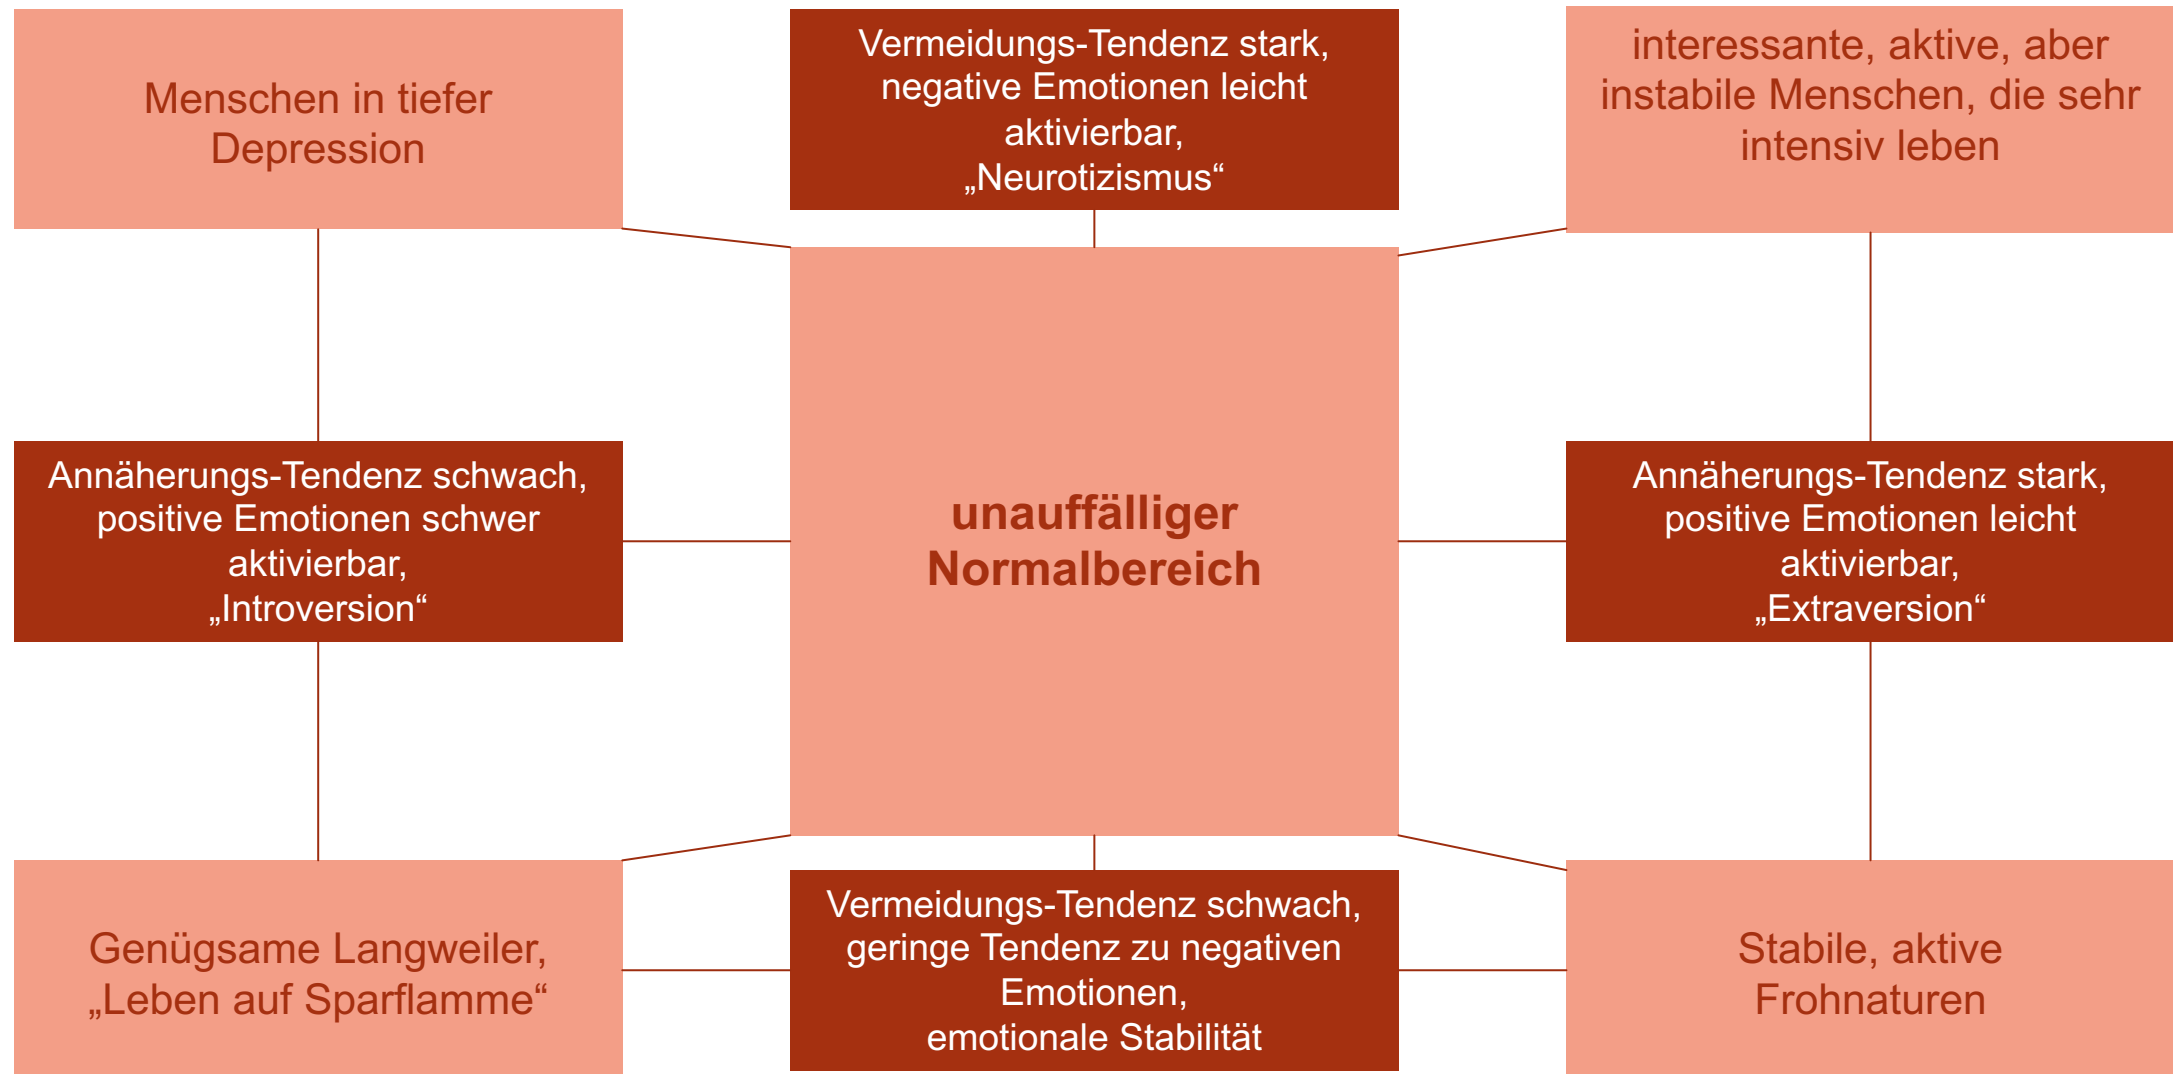 Menschen in tiefer
Depression
Vermeidungs-Tendenz stark,
negative Emotionen leicht
aktivierbar,
„Neurotizismus“
interessante, aktive, aber
instabile Menschen, die sehr
intensiv leben
Annäherungs-Tendenz schwach,
positive Emotionen schwer
aktivierbar,
„Introversion“
unauffälliger
Normalbereich
Annäherungs-Tendenz stark,
positive Emotionen leicht
aktivierbar,
„Extraversion“
Genügsame Langweiler,
„Leben auf Sparflamme“
Vermeidungs-Tendenz schwach,
geringe Tendenz zu negativen
Emotionen,
emotionale Stabilität
Stabile, aktive
Frohnaturen